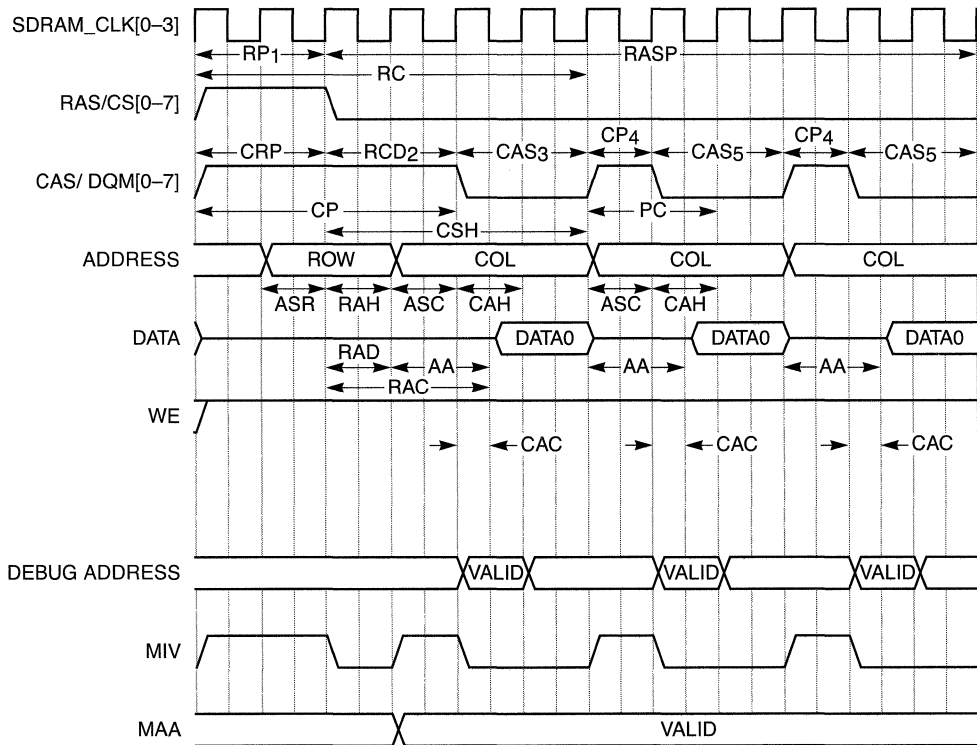 SDRAM_CLK[0–3]
RP1 RASP
RC
RAS/CS[0–7]
CP4 CP4
CRP RCD2 CAS3 CAS5 CAS5
CAS/ DQM[0–7]
CP PC
CSH
ADDRESS ROW COL COL COL
ASR RAH ASC CAH ASC CAH
DATA DATA0 DATA0 DATA0
RAD AA AA AA
RAC
WE
CAC CAC CAC
DEBUG ADDRESS VALID VALID VALID
MIV
MAA VALID